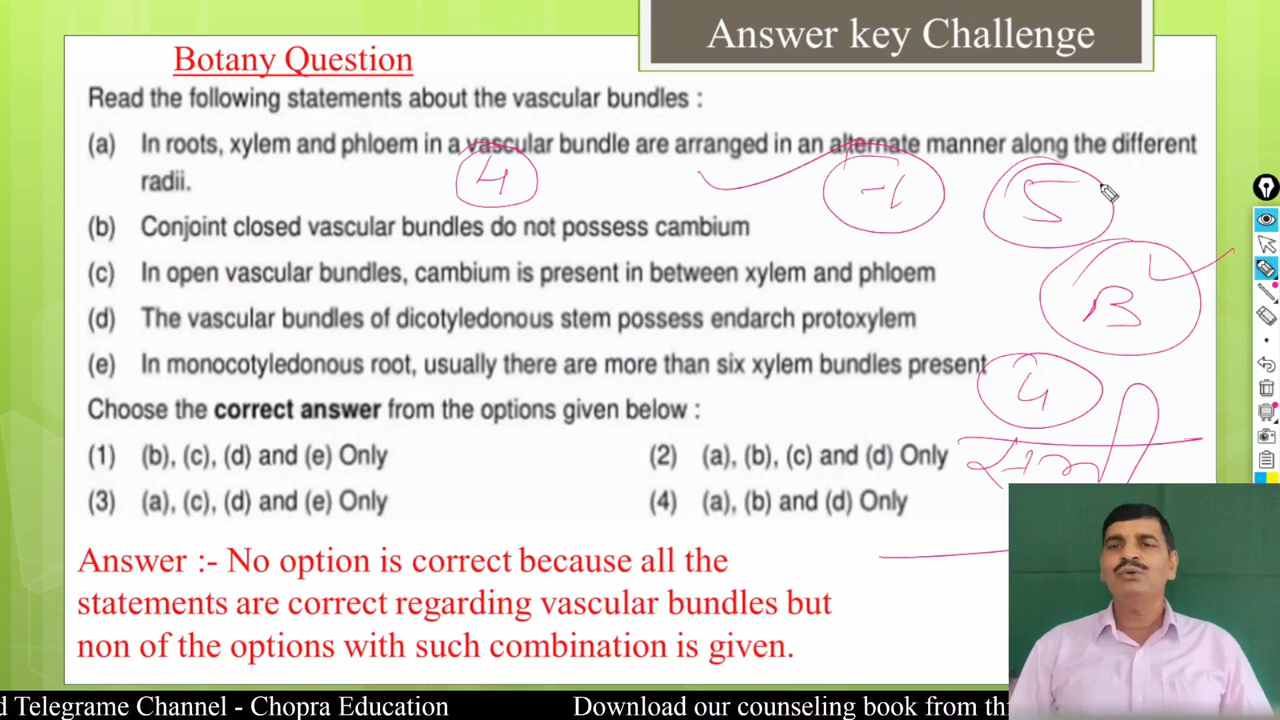 Answer key Challenge
Botany Question
Read the following statements about the vascular bundles :
(a) In roots, xylem and phloem in a vascular bundle are arranged in an alternate manner along the different
radii.
4
-1
5
(b) Conjoint closed vascular bundles do not possess cambium
(c) In open vascular bundles, cambium is present in between xylem and phloem
B
(d) The vascular bundles of dicotyledonous stem possess endarch protoxylem
(e) In monocotyledonous root, usually there are more than six xylem bundles present
4
Choose the correct answer from the options given below :
(1) (b), (c), (d) and (e) Only (2) (a), (b), (c) and (d) Only
(3) (a), (c), (d) and (e) Only (4) (a), (b) and (d) Only
Answer :- No option is correct because all the
statements are correct regarding vascular bundles but
non of the options with such combination is given.
d Telegrame Channel - Chopra Education Download our counseling book from